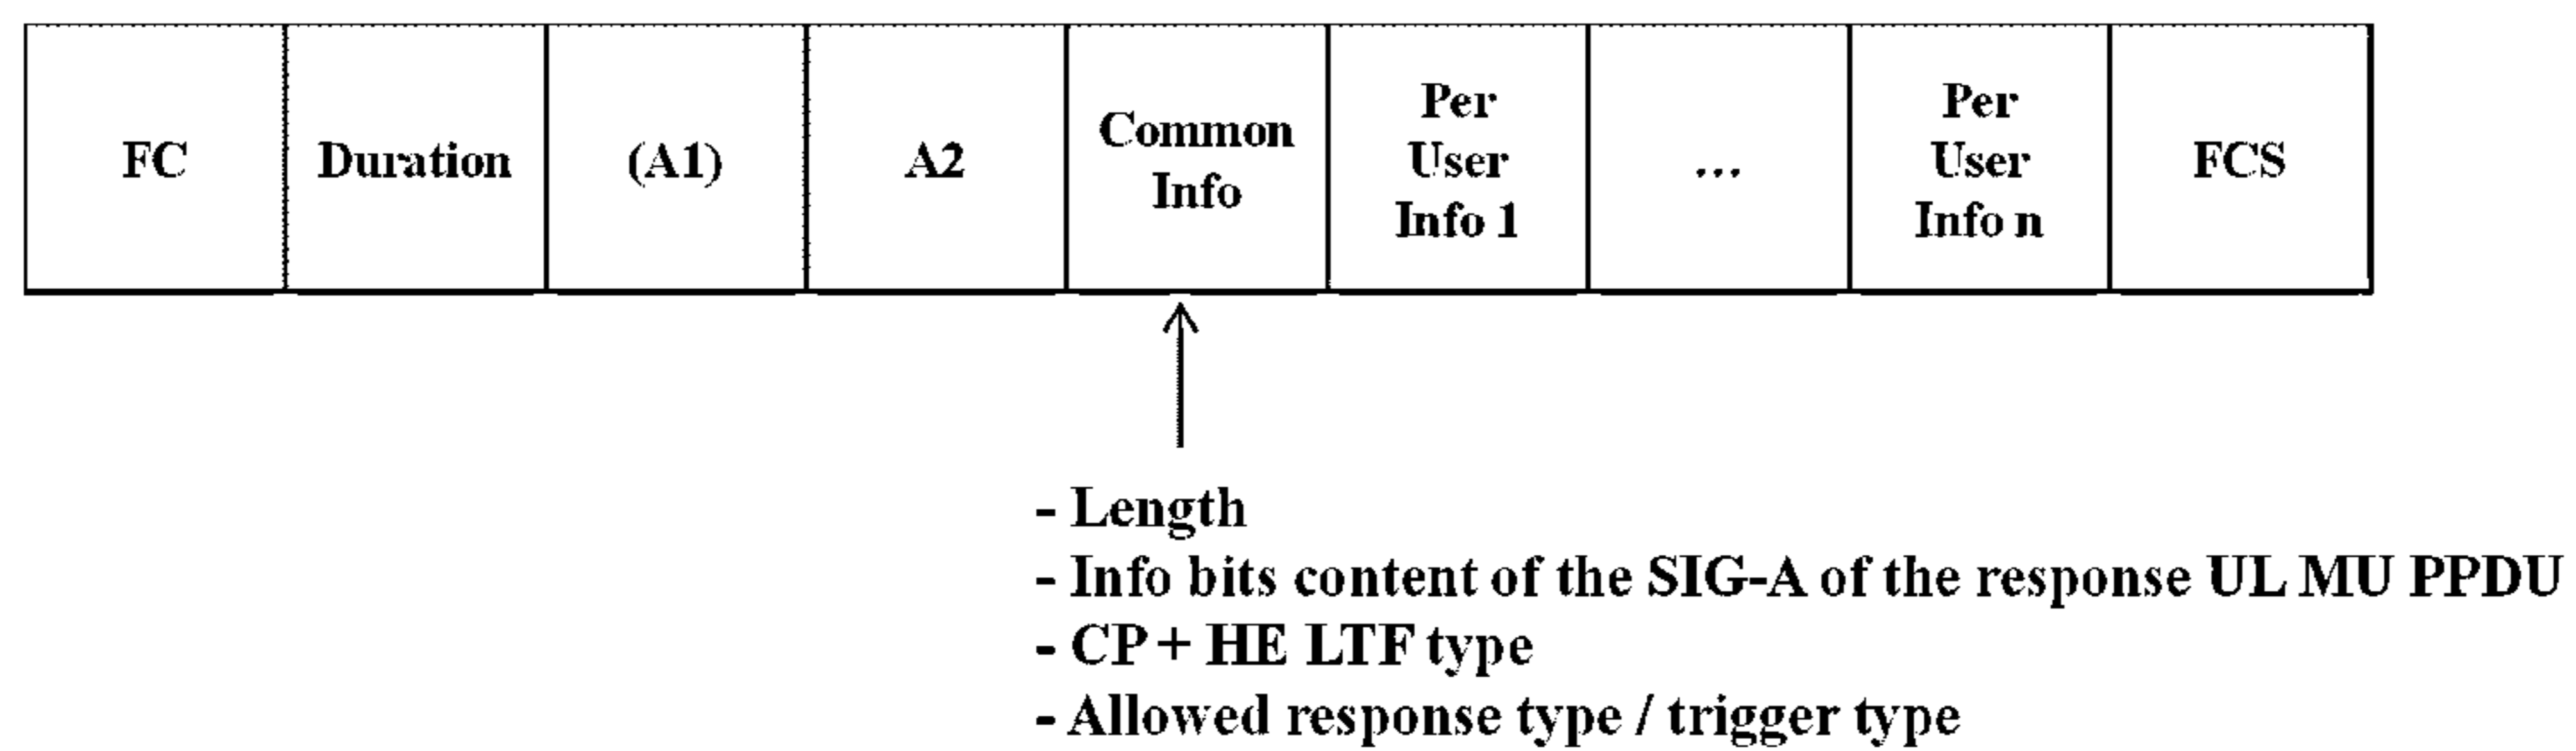 FC
Duration
(A1)
A2
Common
Info
Per
User
Info 1
...
Per
User
Info n
FCS
- Length
- Info bits content of the SIG-A of the response UL MU PPDU
- CP + HE LTF type
- Allowed response type / trigger type